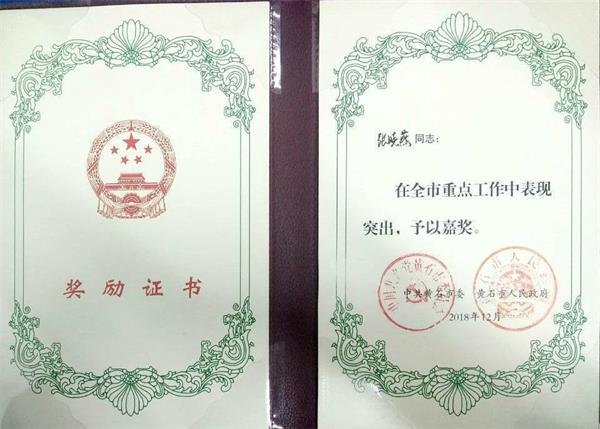 奖励证书
张晓燕同志：
在全市重点工作中表现
突出，予以嘉奖。
中共黄石市委 黄石市人民政府
2018年12月